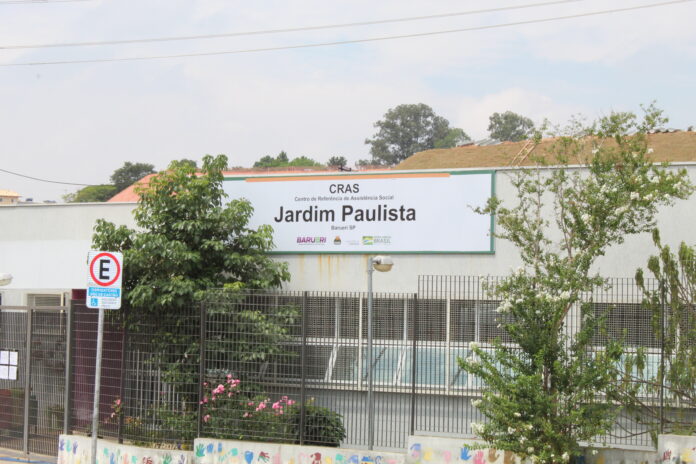 CRAS
Centro de Referência de Assistência Social
Jardim Paulista
Barueri SP
BARUERI
BRASIL
E